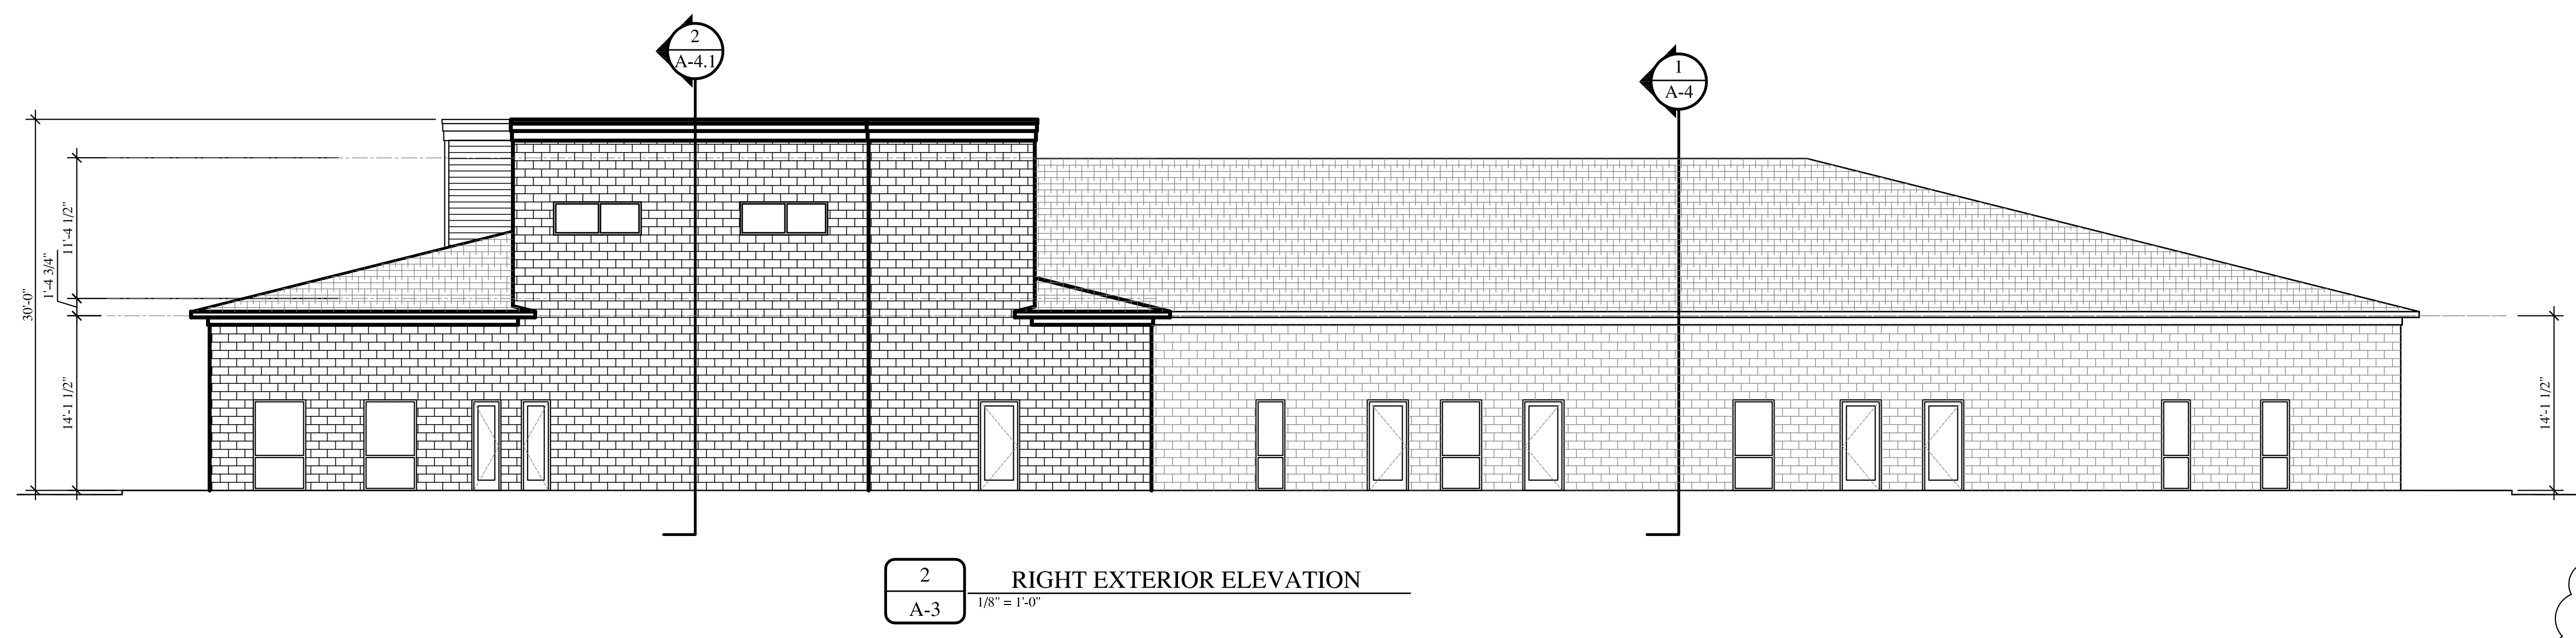 2
A-4.1
1
A-4
11'-4 1/2"
1'-4 3/4"
30'-0"
14'-1 1/2"
14'-1 1/2"
2
A-3
RIGHT EXTERIOR ELEVATION
1/8" = 1'-0"